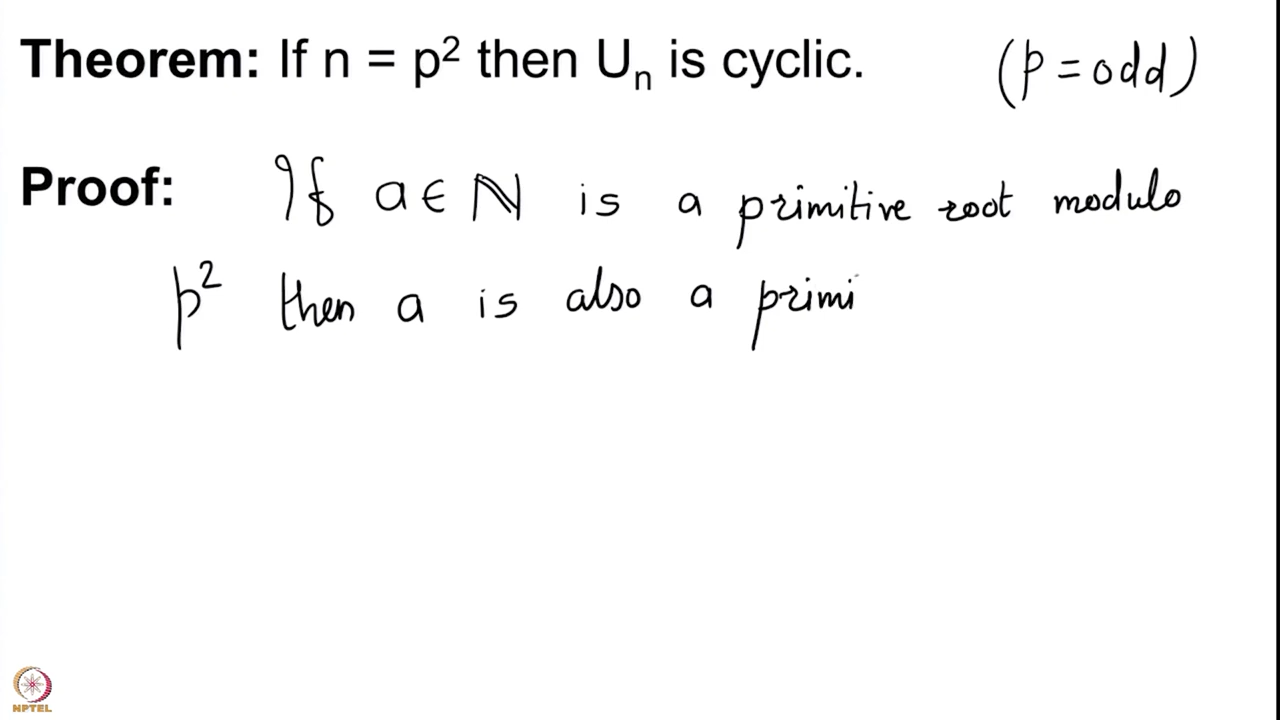 Theorem: If n = p² then Uₙ is cyclic. (p = odd)
Proof: If a ∈ ℕ is a primitive root modulo
p² then a is also a primi
NPTEL